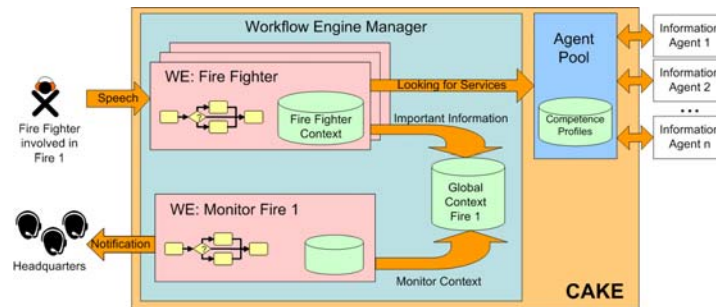 Workflow Engine Manager
WE: Fire Fighter
Fire Fighter
Context
Speech
Fire Fighter
involved in
Fire 1
Looking for Services
Important Information
Agent
Pool
Competence
Profiles
Information
Agent 1
Information
Agent 2
...
Information
Agent n
Global
Context
Fire 1
WE: Monitor Fire 1
Notification
Headquarters
Monitor Context
CAKE
?
?